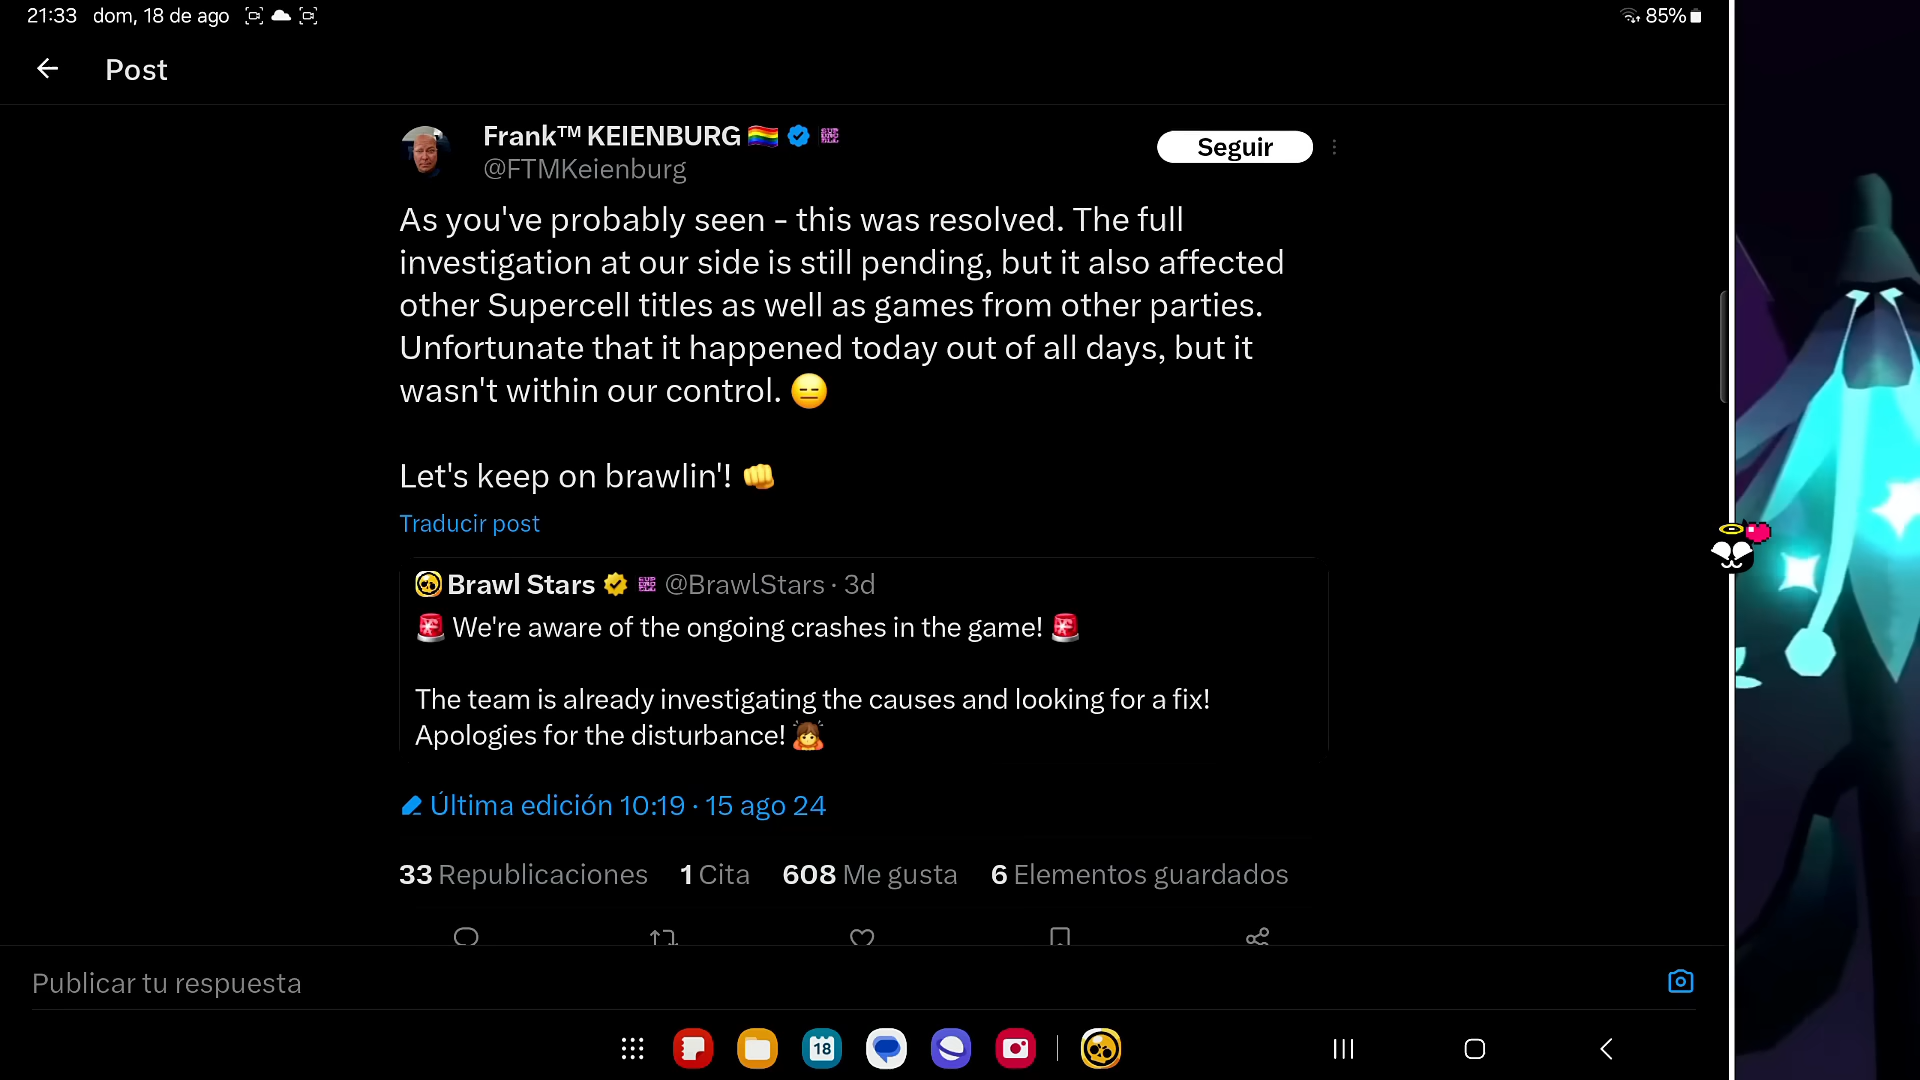 21:33 dom, 18 de ago
85%
Post
Frank™ KEIENBURG 🏳️‍🌈
@FTMKeienburg
Seguir
As you've probably seen - this was resolved. The full
investigation at our side is still pending, but it also affected
other Supercell titles as well as games from other parties.
Unfortunate that it happened today out of all days, but it
wasn't within our control. 😑
Let's keep on brawlin'! 👊
Traducir post
Brawl Stars @BrawlStars · 3d
🚨 We're aware of the ongoing crashes in the game! 🚨
The team is already investigating the causes and looking for a fix!
Apologies for the disturbance! 🙇
Última edición 10:19 · 15 ago 24
33 Republicaciones 1 Cita 608 Me gusta 6 Elementos guardados
Publicar tu respuesta
18